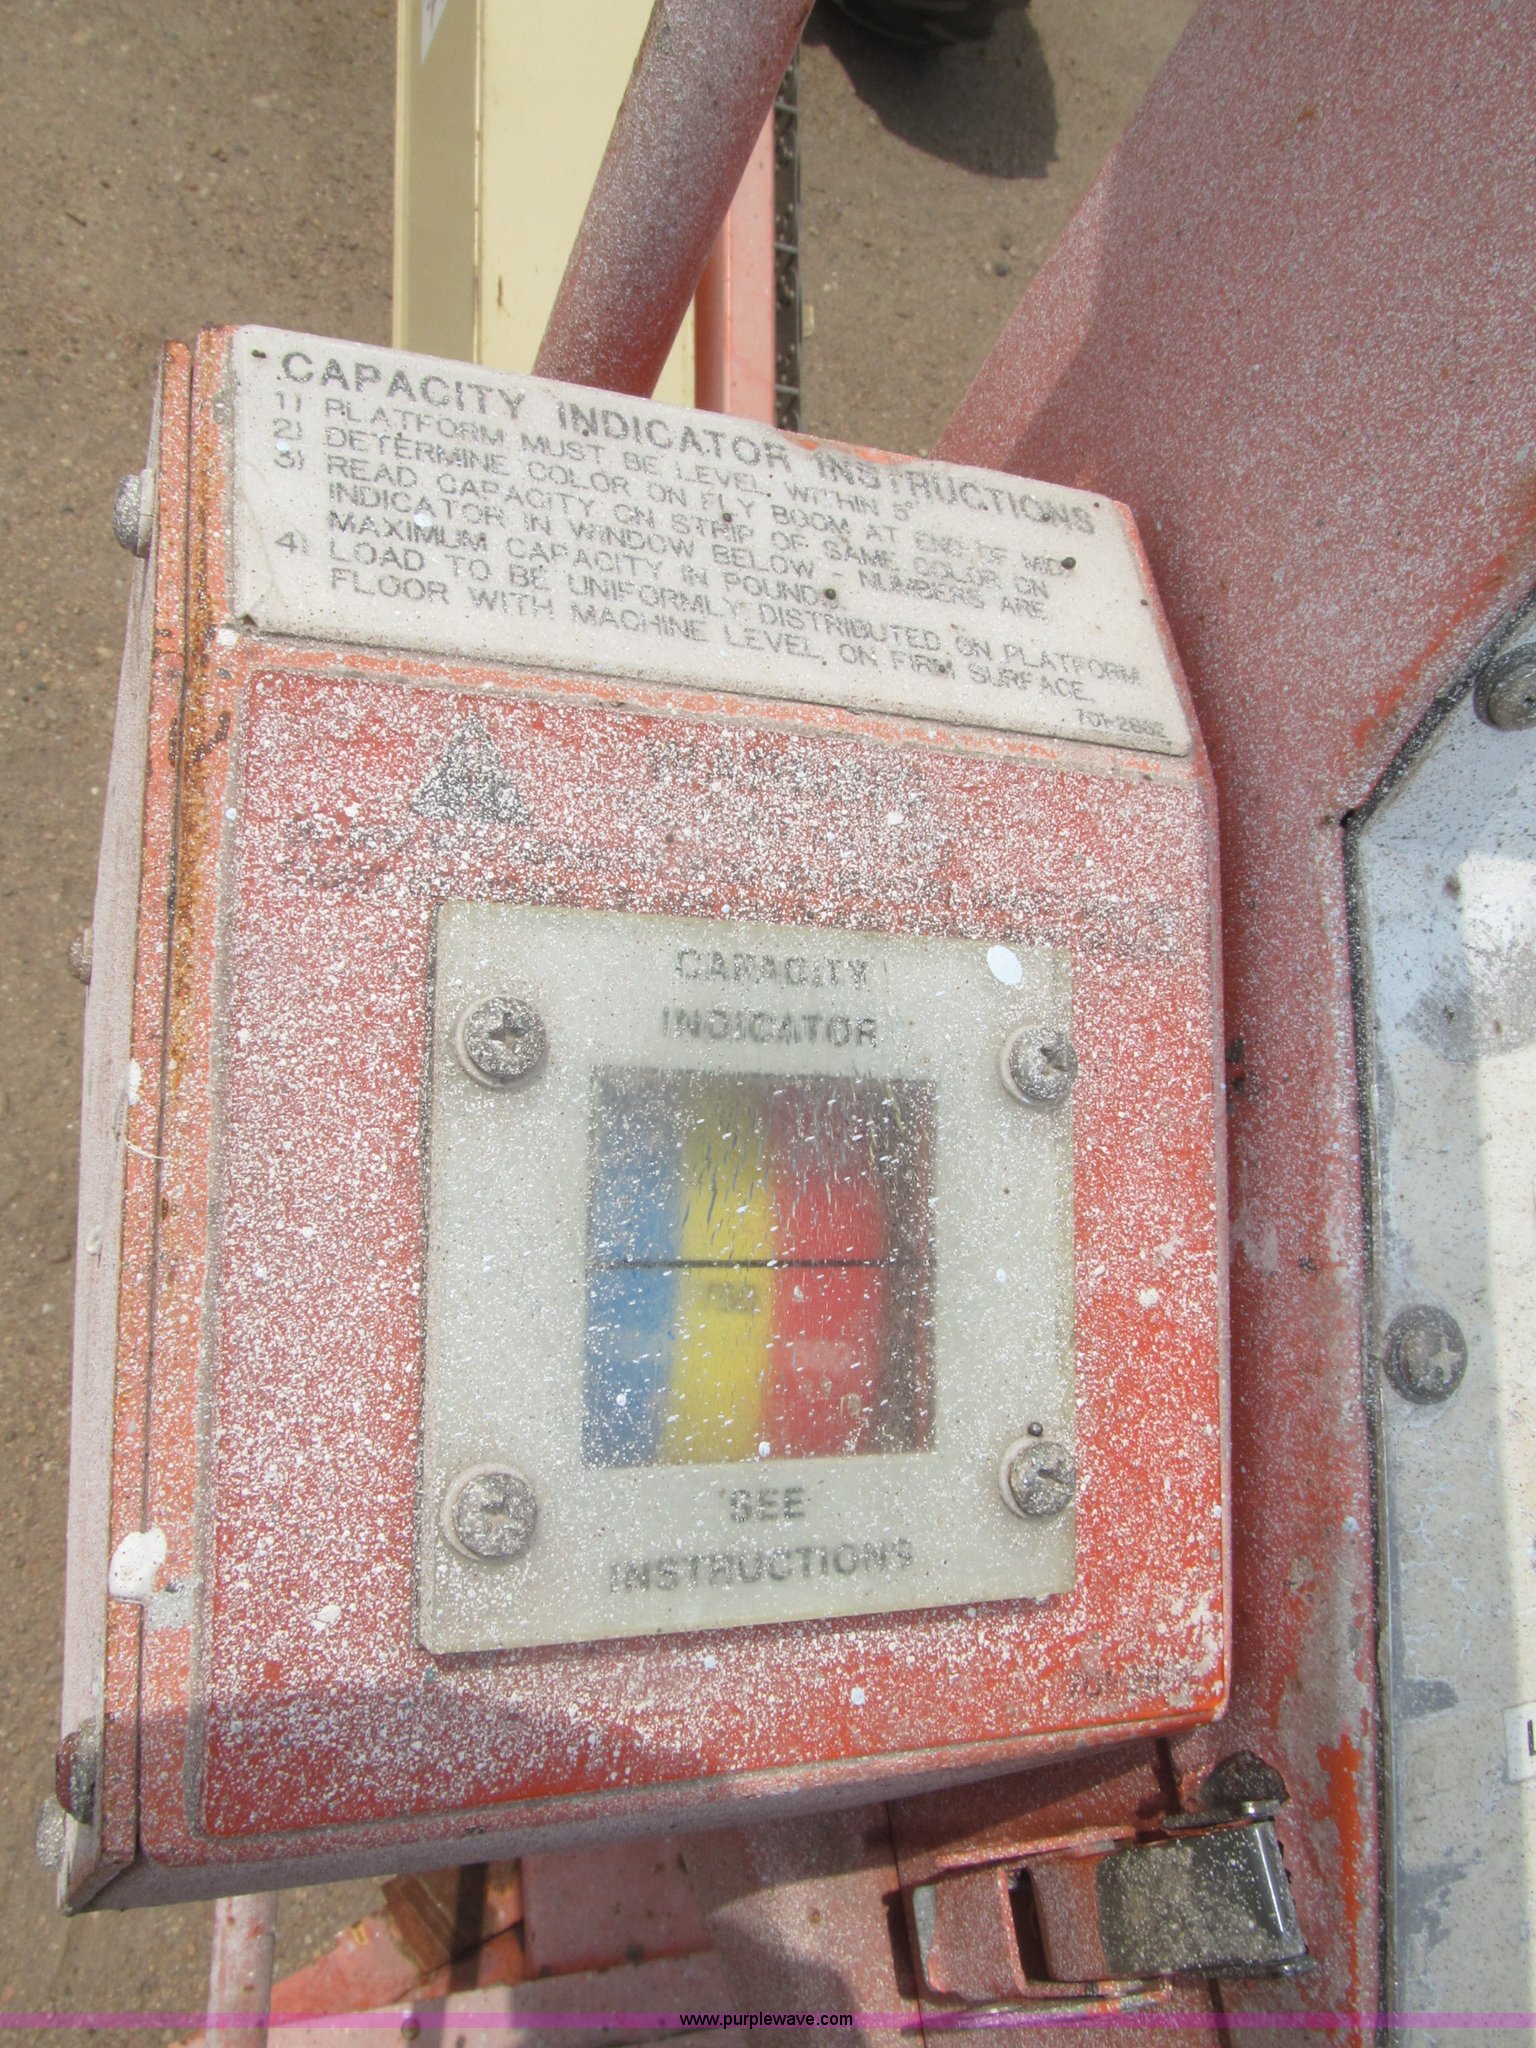 CAPACITY INDICATOR INSTRUCTIONS
1) PLATFORM MUST BE LEVEL WITHIN 5°
2) DETERMINE COLOR ON FLY BOOM AT END OF MID.
3) READ CAPACITY ON STRIP OF SAME COLOR ON
INDICATOR IN WINDOW BELOW - NUMBERS ARE
MAXIMUM CAPACITY IN POUNDS.
4) LOAD TO BE UNIFORMLY DISTRIBUTED ON PLATFORM
FLOOR WITH MACHINE LEVEL ON FIRM SURFACE.
CAPACITY
INDICATOR
SEE
INSTRUCTIONS
L
www.purplewave.com